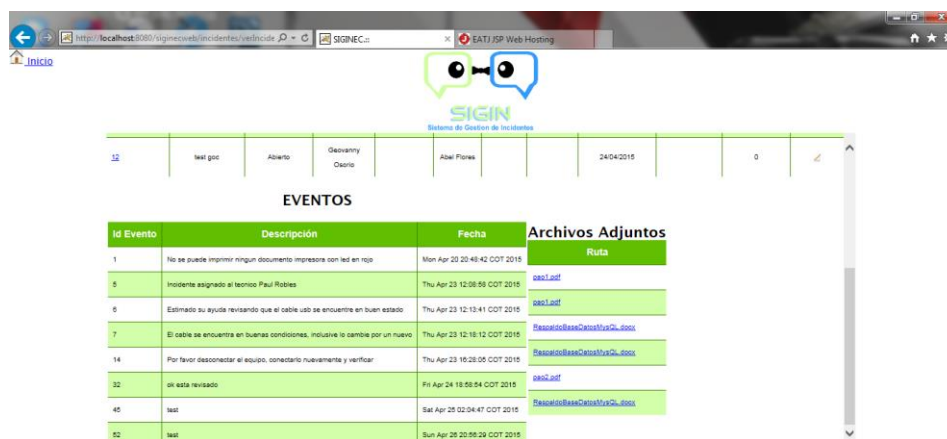 http://localhost:8080/siginecweb/incidentes/verIncide
SIGINEC.::
EATJ JSP Web Hosting
Inicio
SIGIN
Sistema de Gestion de Incidentes
12 test goc Abierto Geovanny Osorio Abel Flores 24/04/2015 0
EVENTOS
Archivos Adjuntos
Id Evento Descripción Fecha
Ruta
1 No se puede imprimir ningun documento impresora con led en rojo Mon Apr 20 20:48:42 COT 2015
5 Incidente asignado al tecnico Paul Robles Thu Apr 23 12:08:58 COT 2015
6 Estimado su ayuda revisando que el cable usb se encuentre en buen estado Thu Apr 23 12:13:41 COT 2015
7 El cable se encuentra en buenas condiciones, inclusive lo cambie por un nuevo Thu Apr 23 12:18:12 COT 2015
14 Por favor desconectar el equipo, conectarlo nuevamente y verificar Thu Apr 23 16:28:05 COT 2015
32 ok esta revisado Fri Apr 24 18:58:54 COT 2015
45 test Sat Apr 25 02:04:47 COT 2015
52 test Sun Apr 26 20:56:29 COT 2015
pao1.pdf
pao1.pdf
RespaldoBaseDatosMysQL.docx
RespaldoBaseDatosMysQL.docx
pao2.pdf
RespaldoBaseDatosMysQL.docx